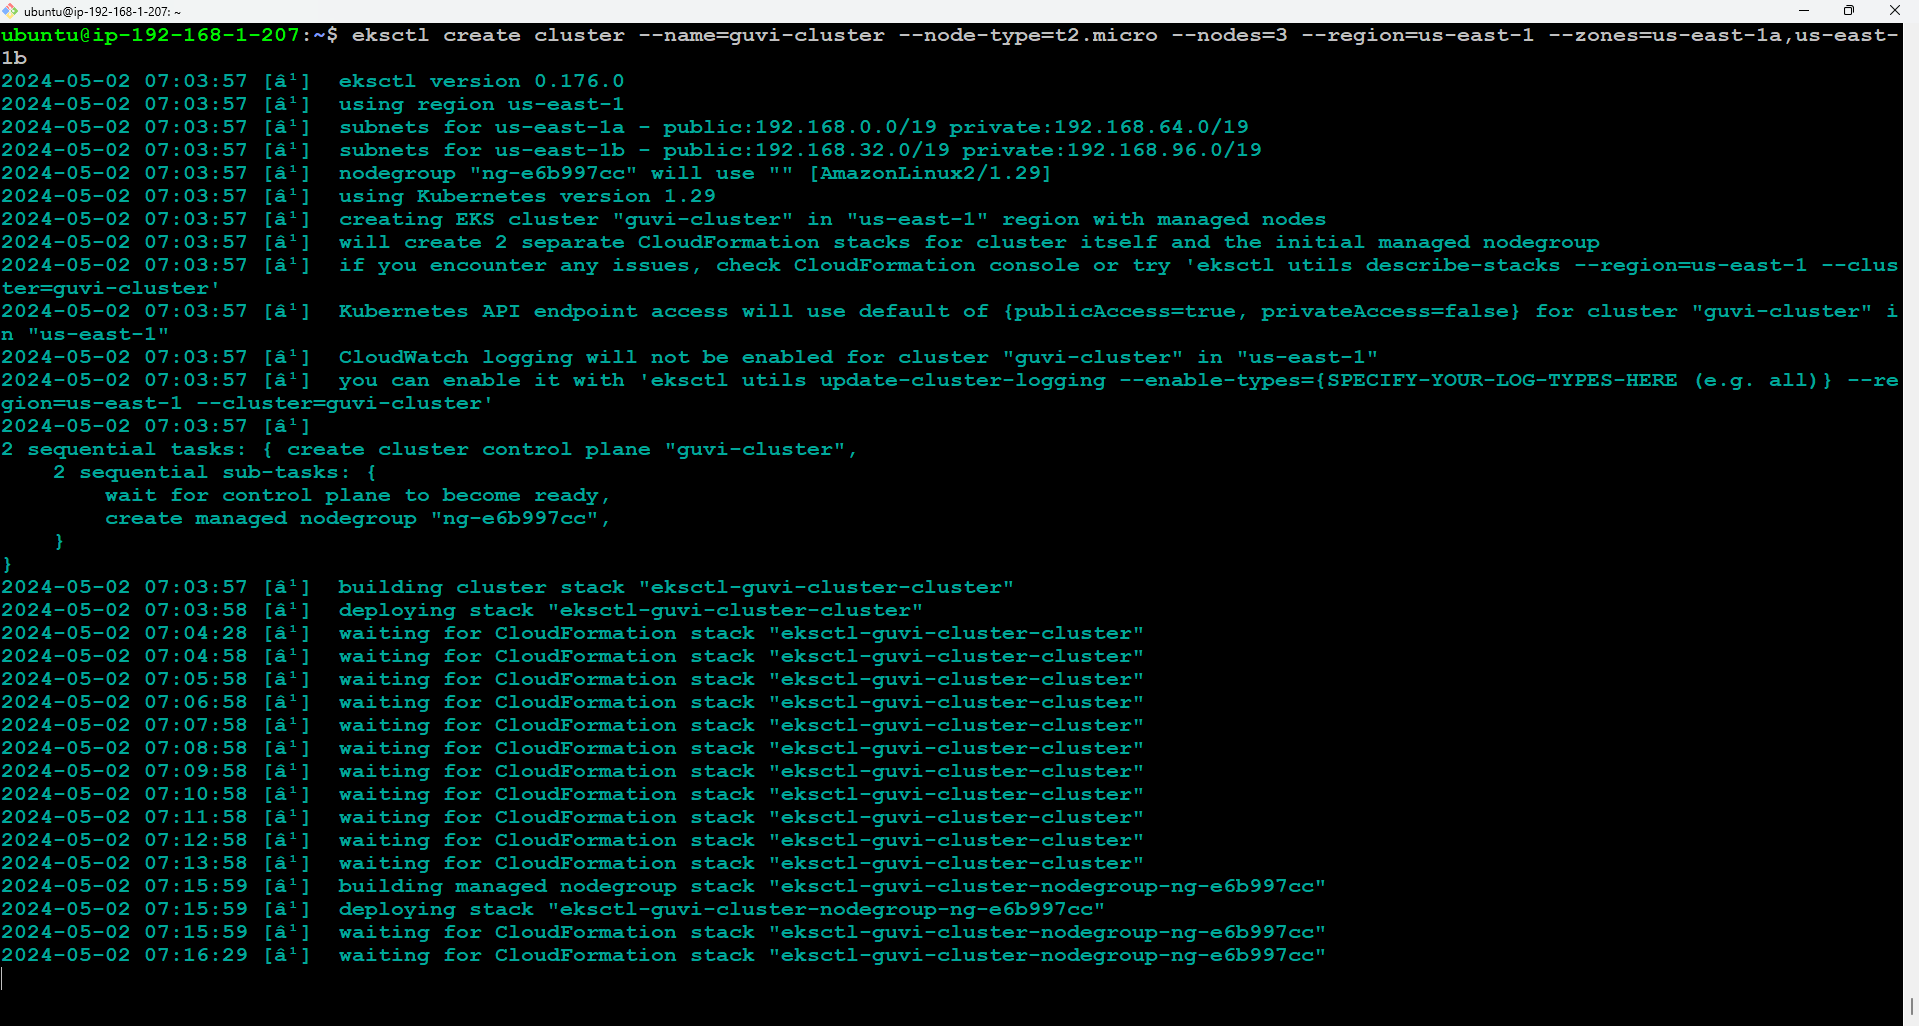 ubuntu@ip-192-168-1-207: ~
ubuntu@ip-192-168-1-207:~$ eksctl create cluster --name=guvi-cluster --node-type=t2.micro --nodes=3 --region=us-east-1 --zones=us-east-1a,us-east-
1b
2024-05-02 07:03:57 [â¹]  eksctl version 0.176.0
2024-05-02 07:03:57 [â¹]  using region us-east-1
2024-05-02 07:03:57 [â¹]  subnets for us-east-1a - public:192.168.0.0/19 private:192.168.64.0/19
2024-05-02 07:03:57 [â¹]  subnets for us-east-1b - public:192.168.32.0/19 private:192.168.96.0/19
2024-05-02 07:03:57 [â¹]  nodegroup "ng-e6b997cc" will use "" [AmazonLinux2/1.29]
2024-05-02 07:03:57 [â¹]  using Kubernetes version 1.29
2024-05-02 07:03:57 [â¹]  creating EKS cluster "guvi-cluster" in "us-east-1" region with managed nodes
2024-05-02 07:03:57 [â¹]  will create 2 separate CloudFormation stacks for cluster itself and the initial managed nodegroup
2024-05-02 07:03:57 [â¹]  if you encounter any issues, check CloudFormation console or try 'eksctl utils describe-stacks --region=us-east-1 --clus
ter=guvi-cluster'
2024-05-02 07:03:57 [â¹]  Kubernetes API endpoint access will use default of {publicAccess=true, privateAccess=false} for cluster "guvi-cluster" i
n "us-east-1"
2024-05-02 07:03:57 [â¹]  CloudWatch logging will not be enabled for cluster "guvi-cluster" in "us-east-1"
2024-05-02 07:03:57 [â¹]  you can enable it with 'eksctl utils update-cluster-logging --enable-types={SPECIFY-YOUR-LOG-TYPES-HERE (e.g. all)} --re
gion=us-east-1 --cluster=guvi-cluster'
2024-05-02 07:03:57 [â¹]
2 sequential tasks: { create cluster control plane "guvi-cluster",
    2 sequential sub-tasks: {
        wait for control plane to become ready,
        create managed nodegroup "ng-e6b997cc",
    }
}
2024-05-02 07:03:57 [â¹]  building cluster stack "eksctl-guvi-cluster-cluster"
2024-05-02 07:03:58 [â¹]  deploying stack "eksctl-guvi-cluster-cluster"
2024-05-02 07:04:28 [â¹]  waiting for CloudFormation stack "eksctl-guvi-cluster-cluster"
2024-05-02 07:04:58 [â¹]  waiting for CloudFormation stack "eksctl-guvi-cluster-cluster"
2024-05-02 07:05:58 [â¹]  waiting for CloudFormation stack "eksctl-guvi-cluster-cluster"
2024-05-02 07:06:58 [â¹]  waiting for CloudFormation stack "eksctl-guvi-cluster-cluster"
2024-05-02 07:07:58 [â¹]  waiting for CloudFormation stack "eksctl-guvi-cluster-cluster"
2024-05-02 07:08:58 [â¹]  waiting for CloudFormation stack "eksctl-guvi-cluster-cluster"
2024-05-02 07:09:58 [â¹]  waiting for CloudFormation stack "eksctl-guvi-cluster-cluster"
2024-05-02 07:10:58 [â¹]  waiting for CloudFormation stack "eksctl-guvi-cluster-cluster"
2024-05-02 07:11:58 [â¹]  waiting for CloudFormation stack "eksctl-guvi-cluster-cluster"
2024-05-02 07:12:58 [â¹]  waiting for CloudFormation stack "eksctl-guvi-cluster-cluster"
2024-05-02 07:13:58 [â¹]  waiting for CloudFormation stack "eksctl-guvi-cluster-cluster"
2024-05-02 07:15:59 [â¹]  building managed nodegroup stack "eksctl-guvi-cluster-nodegroup-ng-e6b997cc"
2024-05-02 07:15:59 [â¹]  deploying stack "eksctl-guvi-cluster-nodegroup-ng-e6b997cc"
2024-05-02 07:15:59 [â¹]  waiting for CloudFormation stack "eksctl-guvi-cluster-nodegroup-ng-e6b997cc"
2024-05-02 07:16:29 [â¹]  waiting for CloudFormation stack "eksctl-guvi-cluster-nodegroup-ng-e6b997cc"